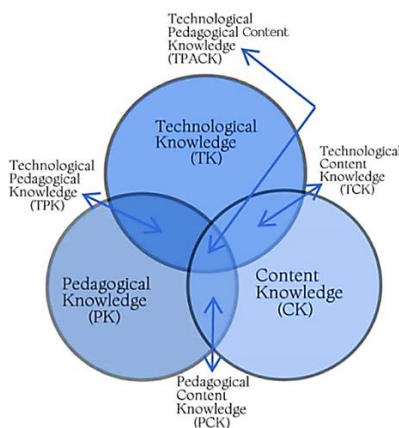 Technological
Pedagogical Content
Knowledge
(TPACK)
Technological
Knowledge
(TK)
Technological
Pedagogical
Knowledge
(TPK)
Technological
Content
Knowledge
(TCK)
Pedagogical
Knowledge
(PK)
Content
Knowledge
(CK)
Pedagogical
Content
Knowledge
(PCK)